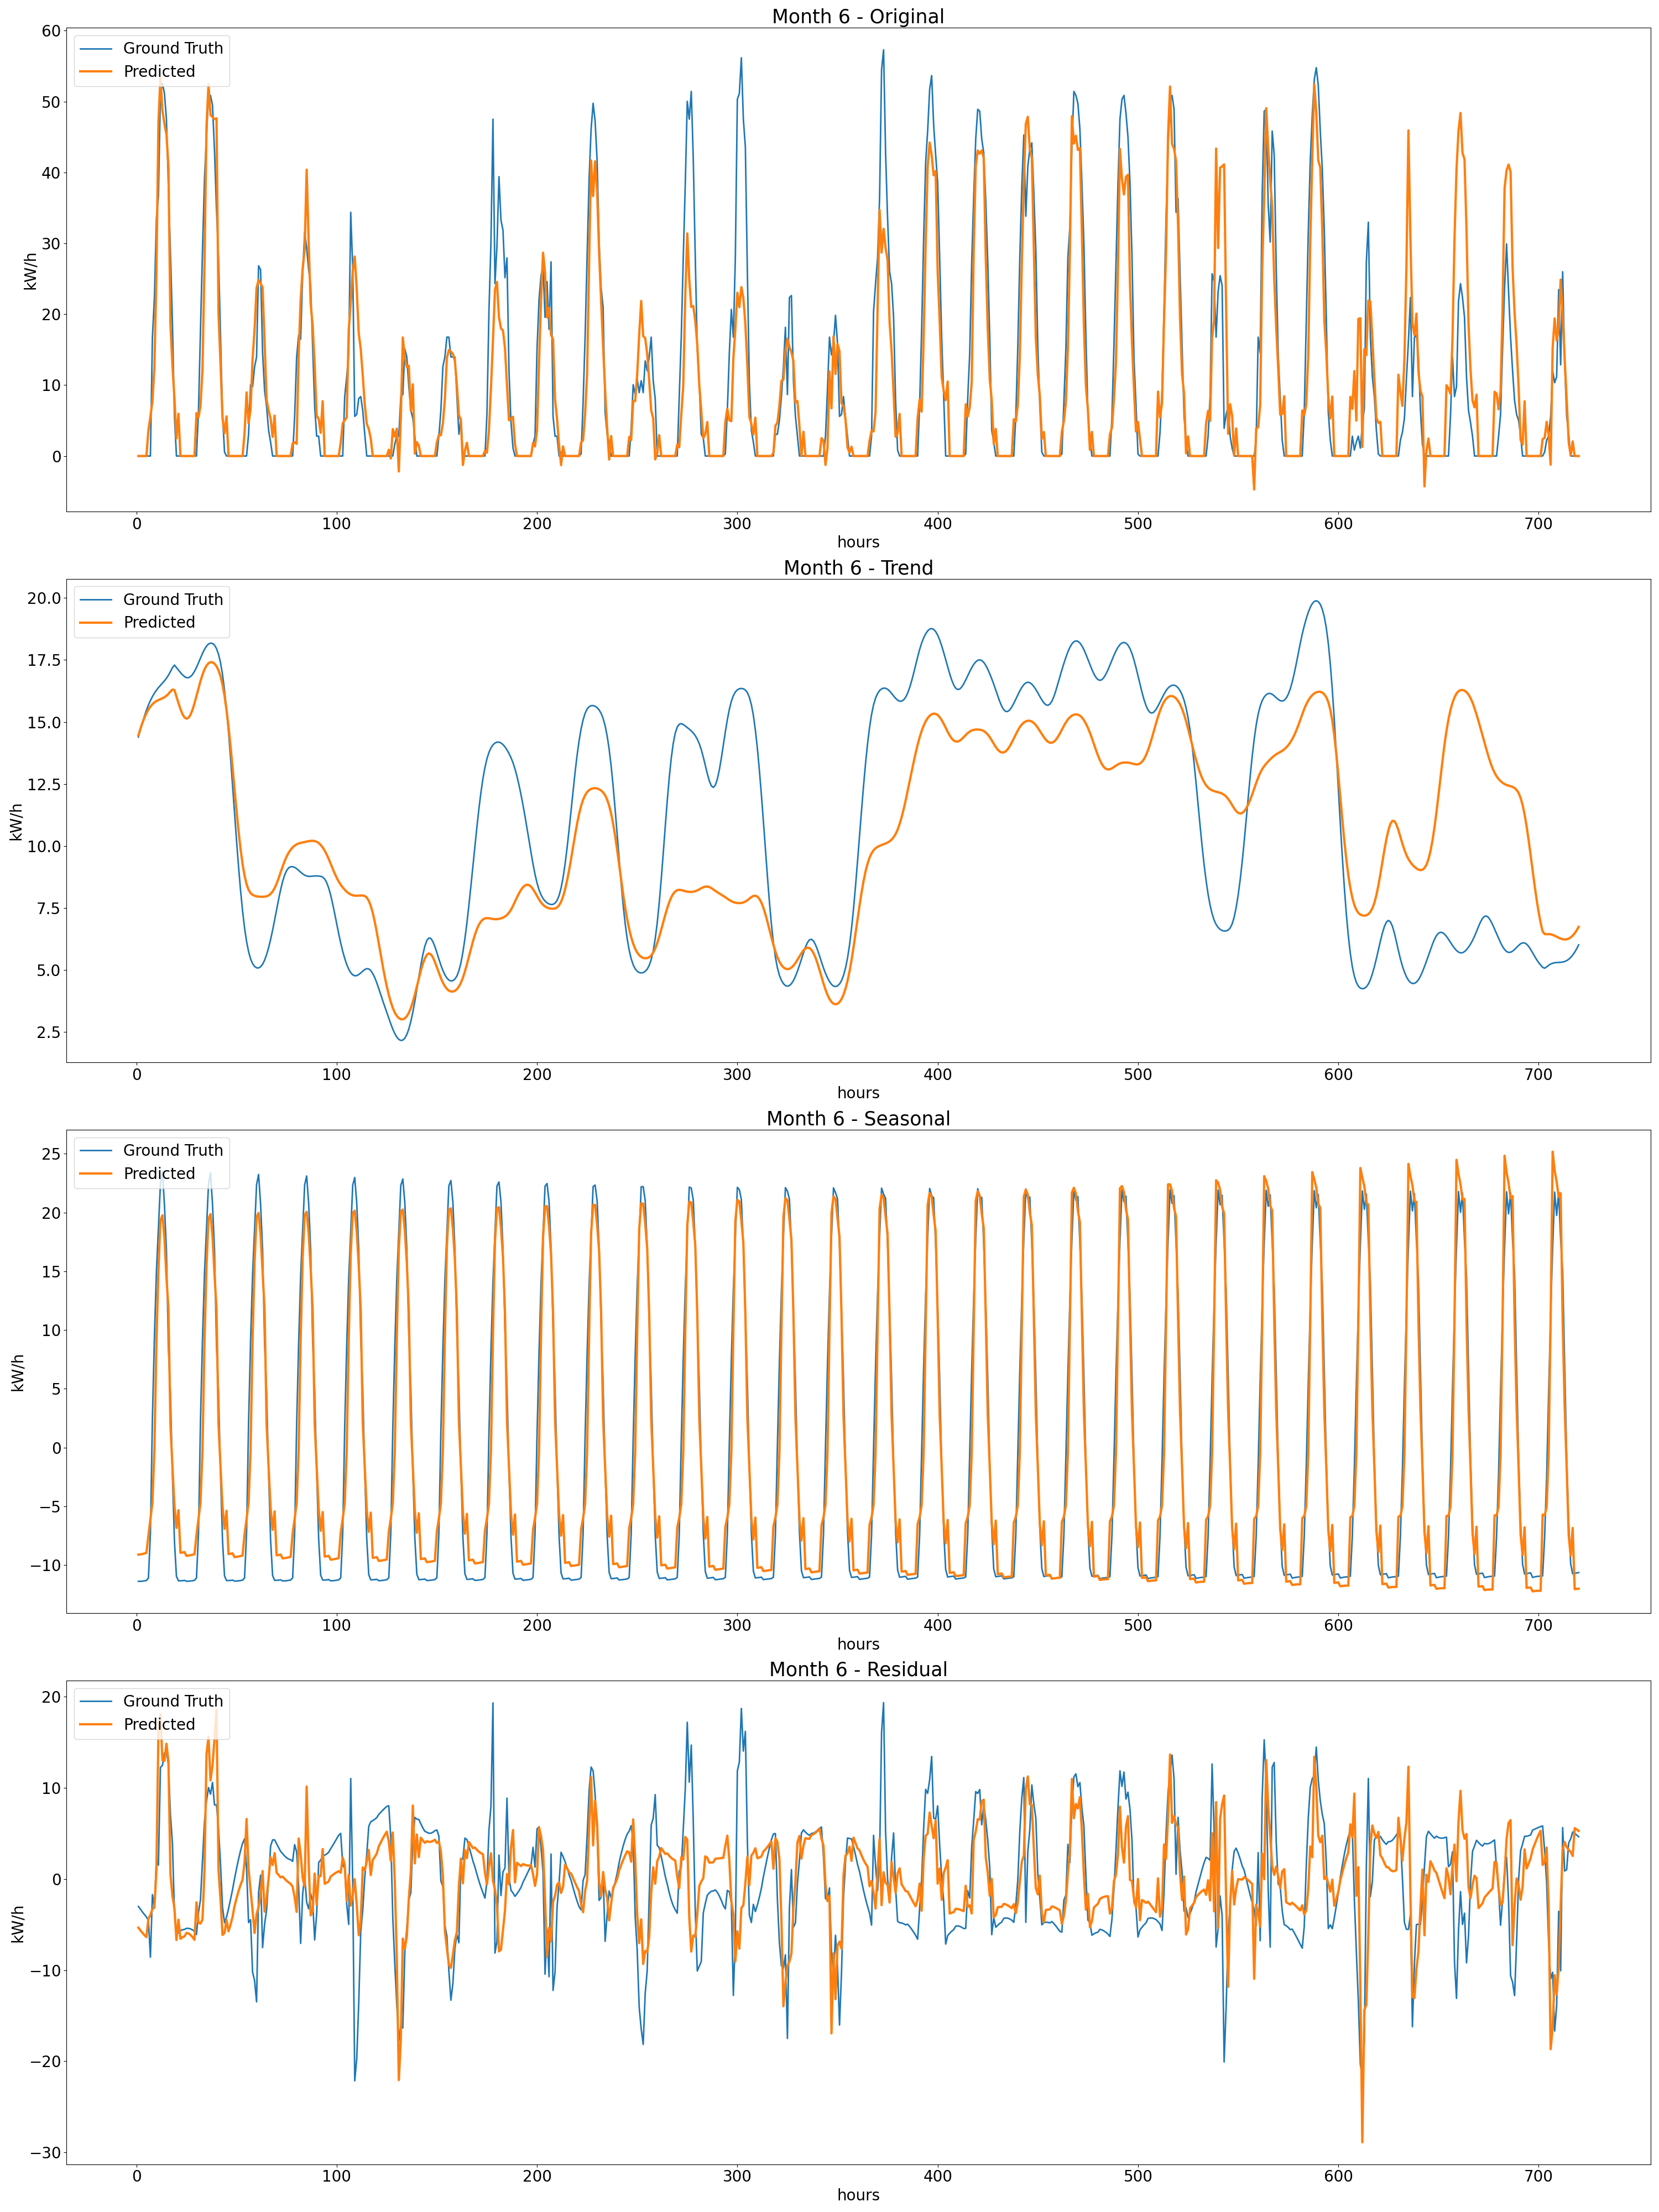 Month 6 - Original
Ground Truth
Predicted
60
50
40
30
20
10
0
kW/h
0 100 200 300 400 500 600 700
hours
Month 6 - Trend
Ground Truth
Predicted
20.0
17.5
15.0
12.5
10.0
7.5
5.0
2.5
kW/h
0 100 200 300 400 500 600 700
hours
Month 6 - Seasonal
Ground Truth
Predicted
25
20
15
10
5
0
−5
−10
kW/h
0 100 200 300 400 500 600 700
hours
Month 6 - Residual
Ground Truth
Predicted
20
10
0
−10
−20
−30
kW/h
0 100 200 300 400 500 600 700
hours